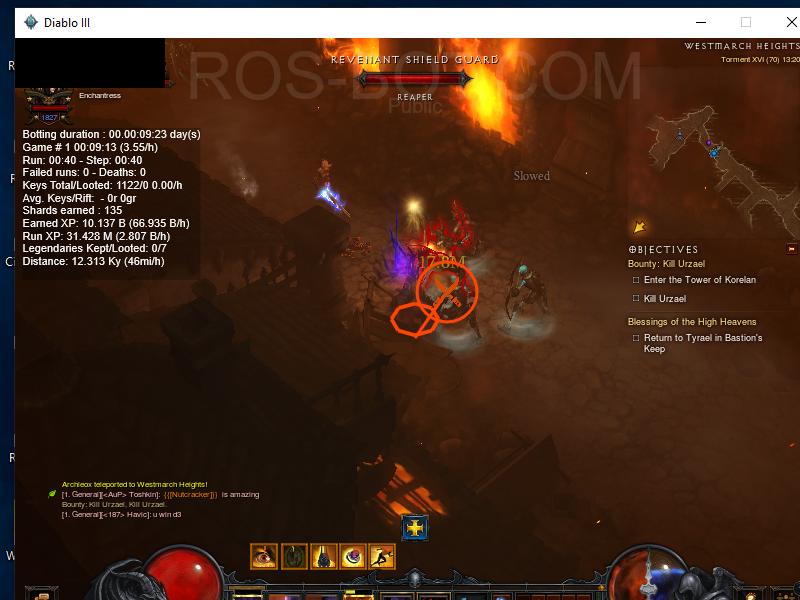 Diablo III
ROS-BOT.COM
Public
REVENANT SHIELD GUARD
REAPER
WESTMARCH HEIGHTS
Torment XVI (70) 13:20
Enchantress
1827
Botting duration : 00.00:09:23 day(s)
Game # 1 00:09:13 (3.55/h)
Run: 00:40 - Step: 00:40
Failed runs: 0 - Deaths: 0
Keys Total/Looted: 1122/0 0.00/h
Avg. Keys/Rift:  - 0r 0gr
Shards earned : 135
Earned XP: 10.137 B (66.935 B/h)
Run XP: 31.428 M (2.807 B/h)
Legendaries Kept/Looted: 0/7
Distance: 12.313 Ky (46mi/h)
Slowed
17.8M
OBJECTIVES
Bounty: Kill Urzael
Enter the Tower of Korelan
Kill Urzael
Blessings of the High Heavens
Return to Tyrael in Bastion's
Keep
Archieox teleported to Westmarch Heights!
[1. General][<AuP> Toshkin]: {{[Nutcracker]}} is amazing
Bounty: Kill Urzael, Kill Urzael.
[1. General][<187> Havic]: u win d3